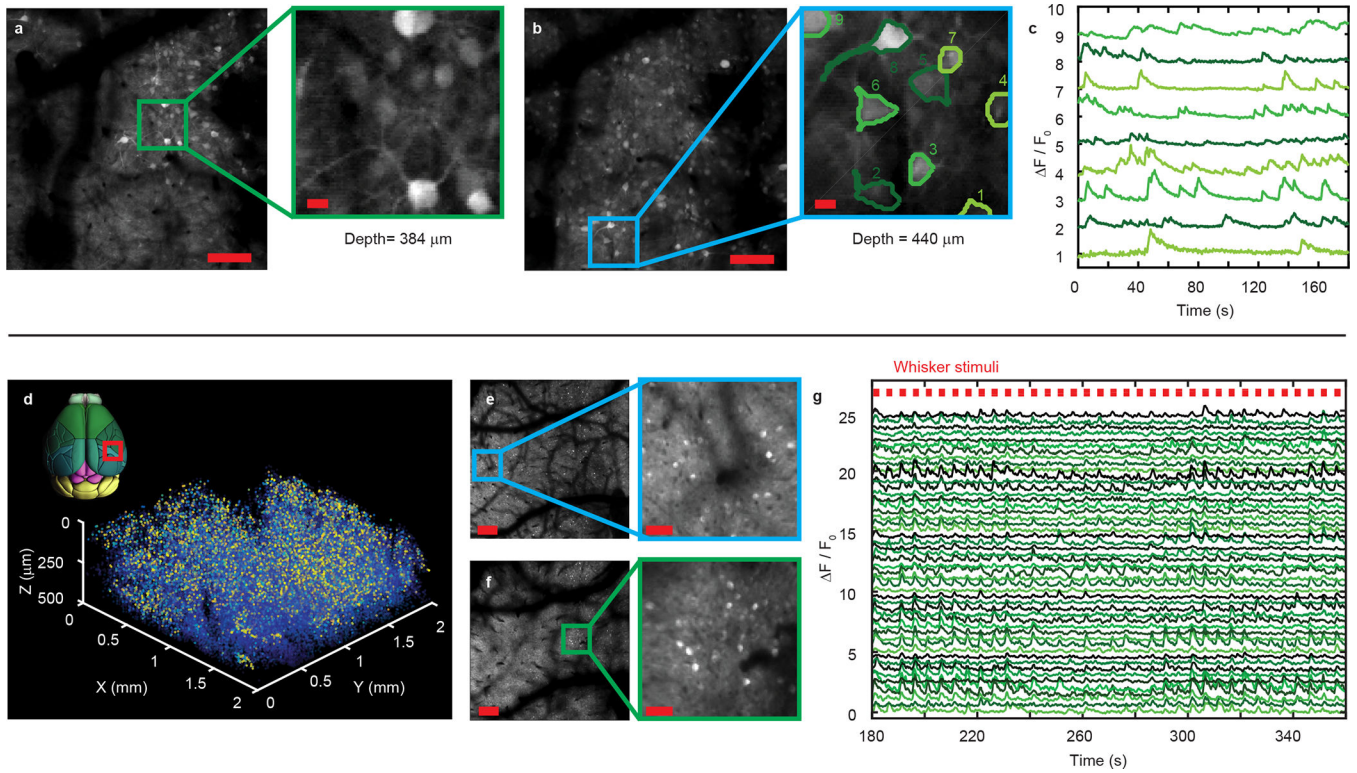 a
Depth= 384 μm
b
9
8
7
5
4
6
3
2
1
Depth = 440 μm
c
10
9
8
7
6
5
4
3
2
1
ΔF / F0
0 40 80 120 160
Time (s)
d
0
250
500
Z (μm)
0
0.5
1
1.5
2
X (mm)
0
0.5
1
1.5
2
Y (mm)
e
f
Whisker stimuli
g
25
20
15
10
5
0
ΔF / F0
180 220 260 300 340
Time (s)